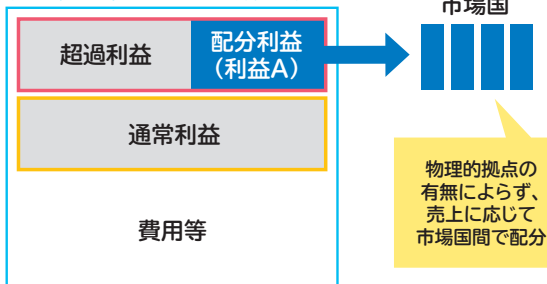 市場国
超過利益
配分利益
（利益A）
通常利益
費用等
物理的拠点の
有無によらず、
売上に応じて
市場国間で配分